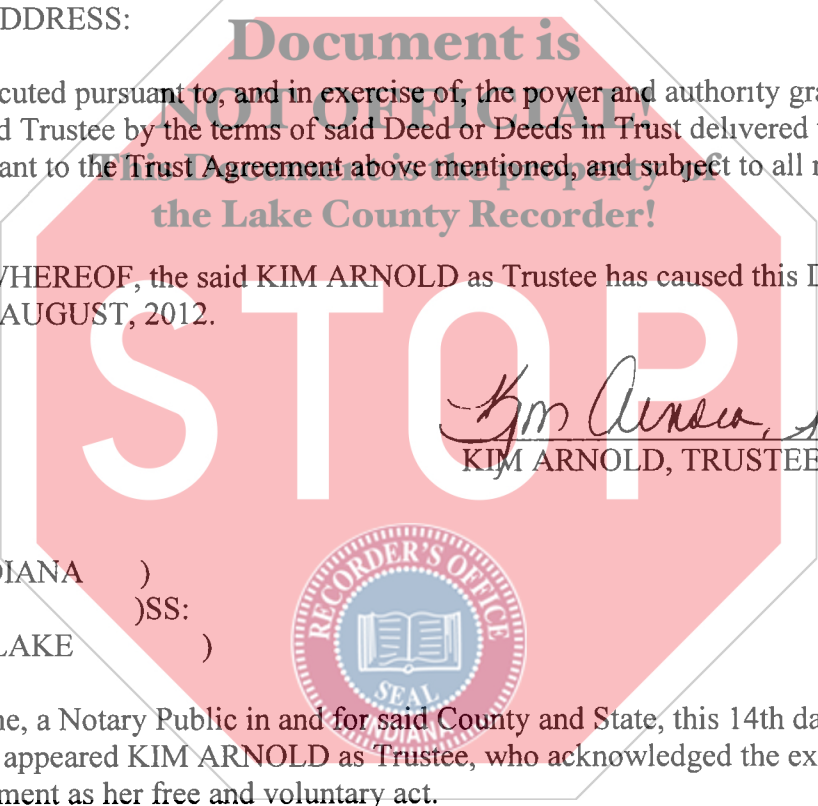 DDRESS:
Document is
cuted pursuant to, and in exercise of, the power and authority gra
NOT OFFICIAL!
d Trustee by the terms of said Deed or Deeds in Trust delivered
ant to the Trust Agreement above mentioned, and subject to all
This Document is the property of
the Lake County Recorder!
WHEREOF, the said KIM ARNOLD as Trustee has caused this D
AUGUST, 2012.
STOP
Kim Arnold,
KIM ARNOLD, TRUSTEE
RECORDER'S OFFICE
DIANA )
)SS:
LAKE )
SEAL
INDIANA
ne, a Notary Public in and for said County and State, this 14th da
appeared KIM ARNOLD as Trustee, who acknowledged the ex
ment as her free and voluntary act.